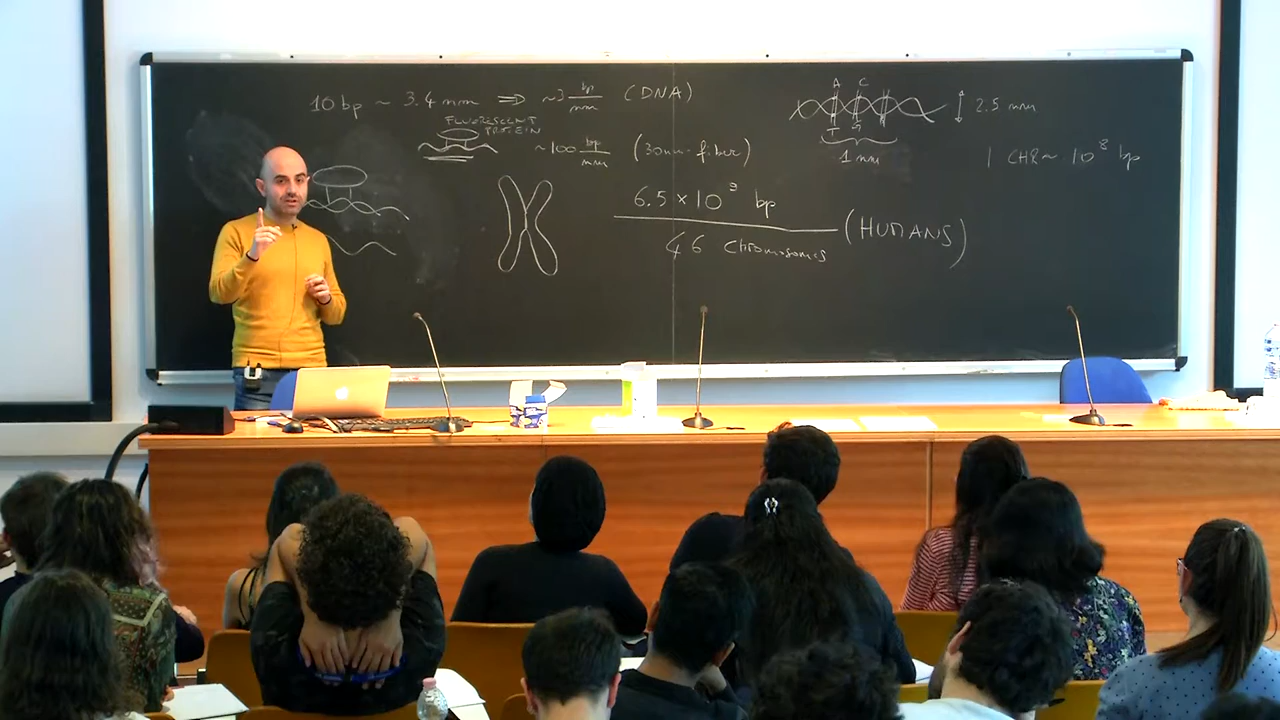 10 bp ~ 3.4 nm ⇒ ~3 bp/nm (DNA)
FLUORESCENT
PROTEIN
~100 bp/nm (30nm-fiber)
6.5 × 10⁹ bp
46 Chromosomes
(HUMANS)
A C
T G
2.5 nm
1 nm
1 CHR ~ 10⁸ bp